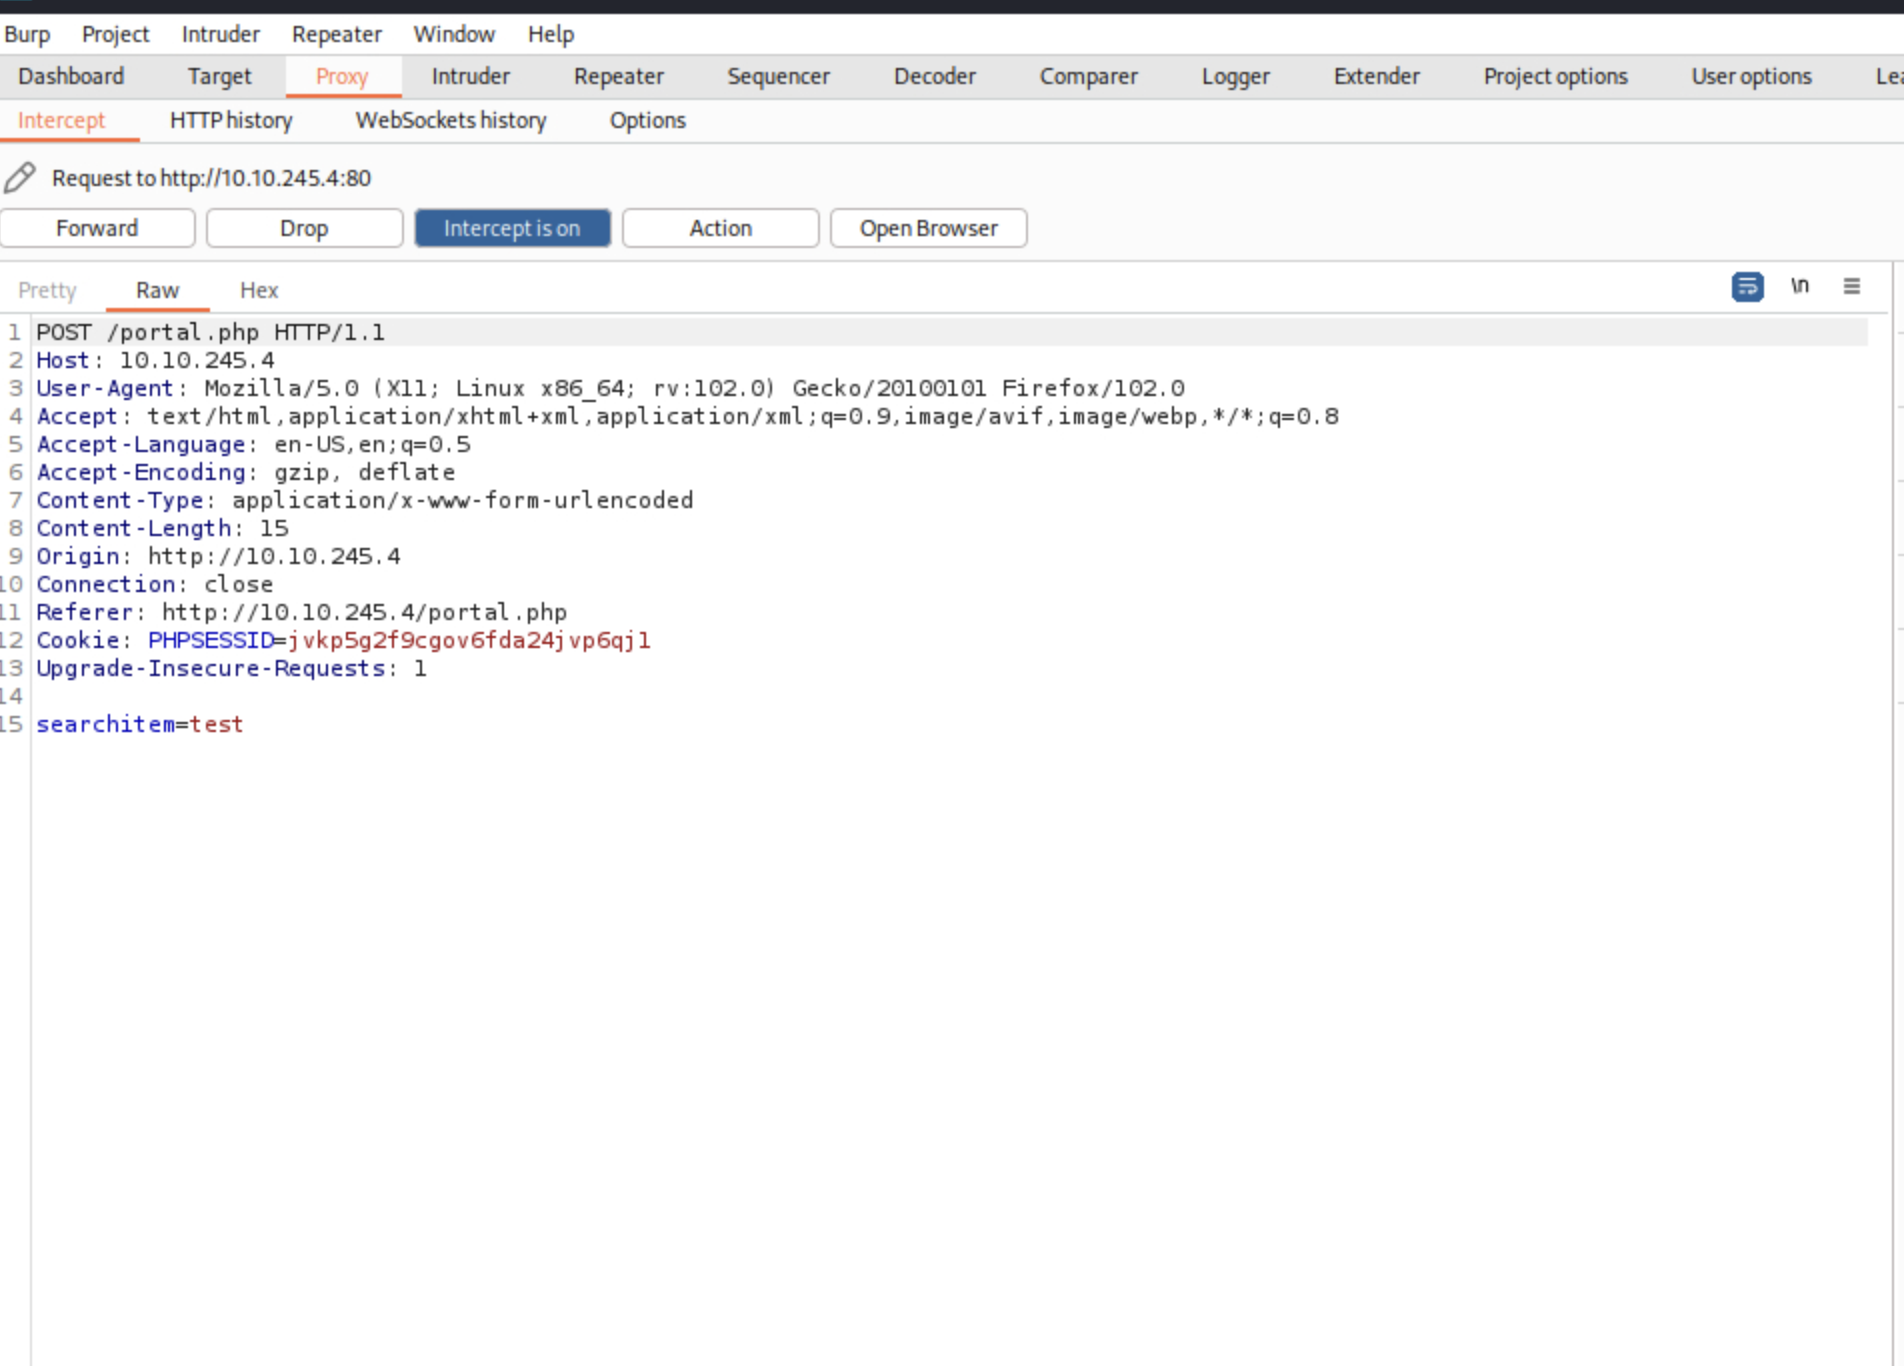 Burp Project Intruder Repeater Window Help
Dashboard Target Proxy Intruder Repeater Sequencer Decoder Comparer Logger Extender Project options User options
Intercept HTTP history WebSockets history Options
Request to http://10.10.245.4:80
Forward Drop Intercept is on Action Open Browser
Pretty Raw Hex \n
1 POST /portal.php HTTP/1.1
2 Host: 10.10.245.4
3 User-Agent: Mozilla/5.0 (X11; Linux x86_64; rv:102.0) Gecko/20100101 Firefox/102.0
4 Accept: text/html,application/xhtml+xml,application/xml;q=0.9,image/avif,image/webp,*/*;q=0.8
5 Accept-Language: en-US,en;q=0.5
6 Accept-Encoding: gzip, deflate
7 Content-Type: application/x-www-form-urlencoded
8 Content-Length: 15
9 Origin: http://10.10.245.4
10 Connection: close
11 Referer: http://10.10.245.4/portal.php
12 Cookie: PHPSESSID=jvkp5g2f9cgov6fda24jvp6qj1
13 Upgrade-Insecure-Requests: 1
14
15 searchitem=test